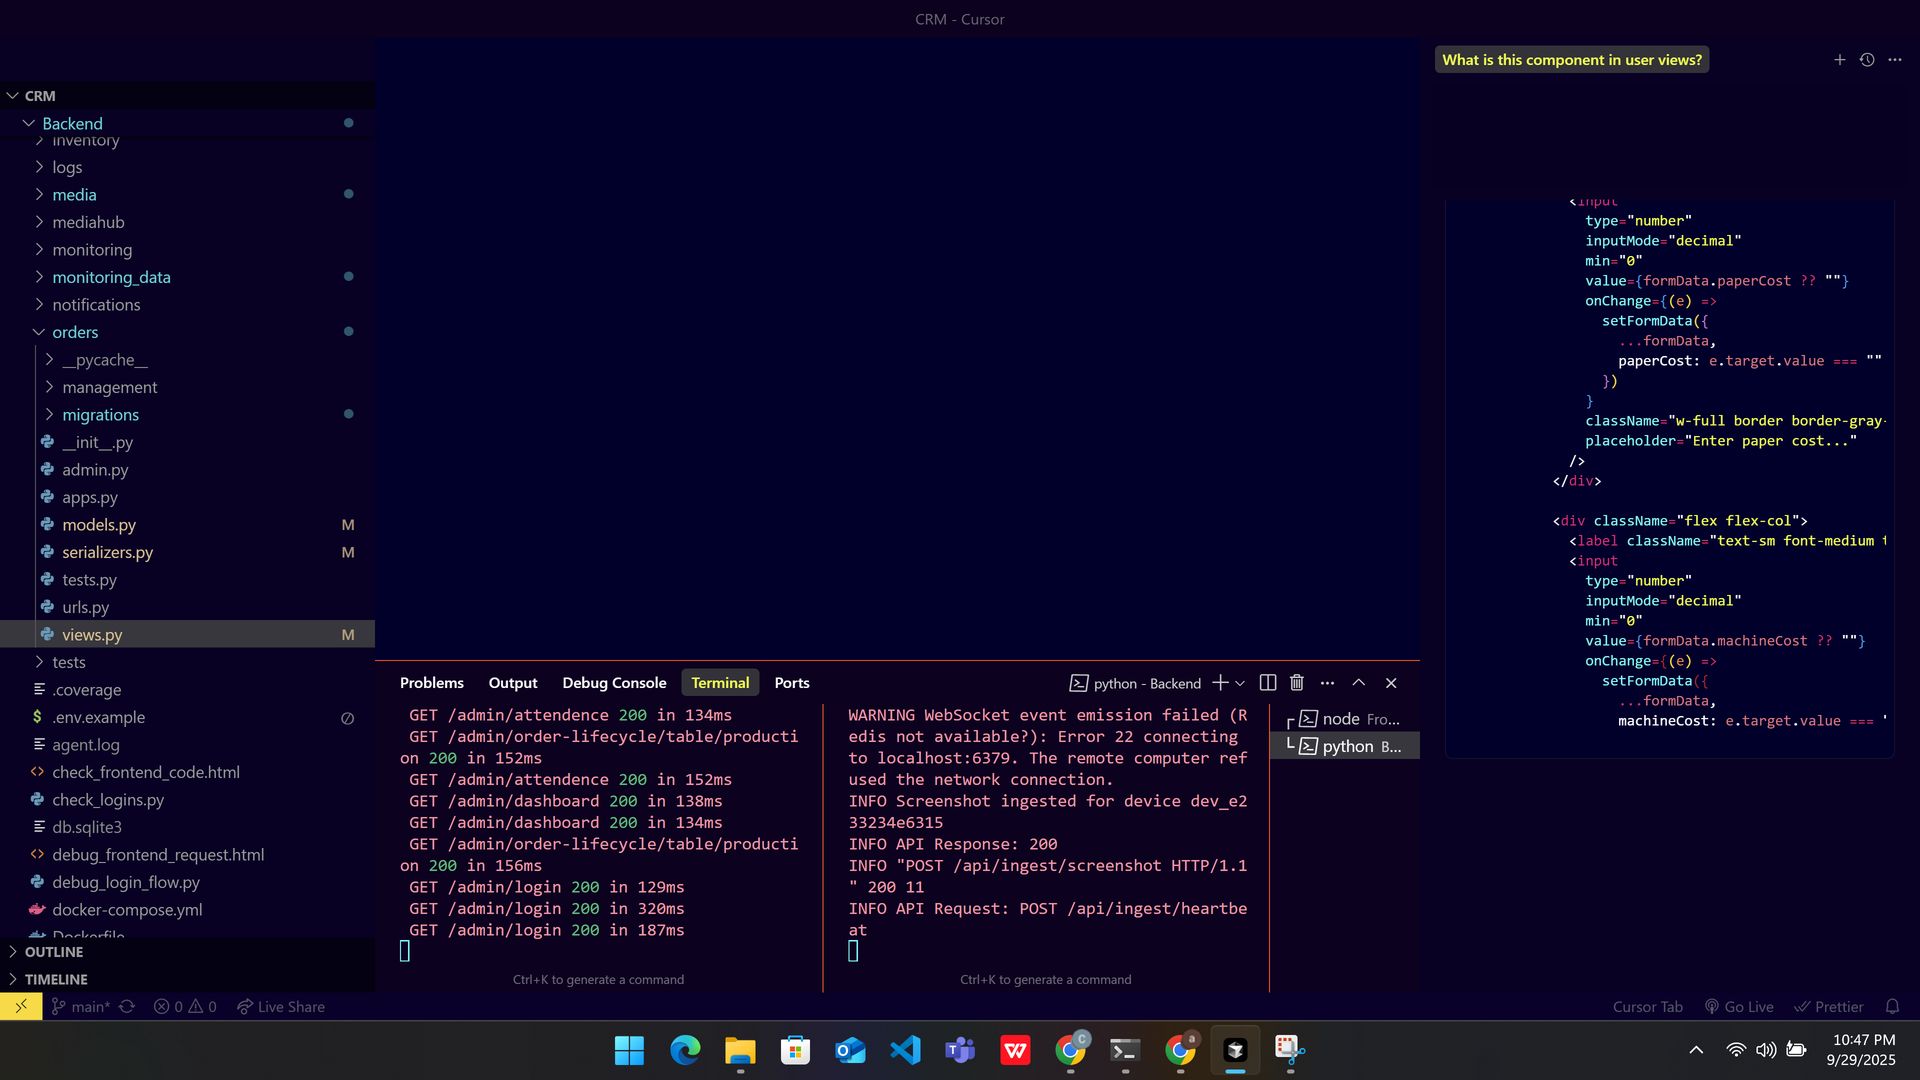 CRM - Cursor
CRM
Backend
inventory
logs
media
mediahub
monitoring
monitoring_data
notifications
orders
__pycache__
management
migrations
__init__.py
admin.py
apps.py
models.py M
serializers.py M
tests.py
urls.py
views.py M
tests
.coverage
.env.example
agent.log
check_frontend_code.html
check_logins.py
db.sqlite3
debug_frontend_request.html
debug_login_flow.py
docker-compose.yml
Dockerfile
OUTLINE
TIMELINE
Problems Output Debug Console Terminal Ports
python - Backend
GET /admin/attendence 200 in 134ms
GET /admin/order-lifecycle/table/producti
on 200 in 152ms
GET /admin/attendence 200 in 152ms
GET /admin/dashboard 200 in 138ms
GET /admin/dashboard 200 in 134ms
GET /admin/order-lifecycle/table/producti
on 200 in 156ms
GET /admin/login 200 in 129ms
GET /admin/login 200 in 320ms
GET /admin/login 200 in 187ms
Ctrl+K to generate a command
WARNING WebSocket event emission failed (R
edis not available?): Error 22 connecting
to localhost:6379. The remote computer ref
used the network connection.
INFO Screenshot ingested for device dev_e2
33234e6315
INFO API Response: 200
INFO "POST /api/ingest/screenshot HTTP/1.1
" 200 11
INFO API Request: POST /api/ingest/heartbe
at
Ctrl+K to generate a command
node Fro...
python B...
What is this component in user views?
<input
type="number"
inputMode="decimal"
min="0"
value={formData.paperCost ?? ""}
onChange={(e) =>
setFormData({
...formData,
paperCost: e.target.value === ""
})
}
className="w-full border border-gray-
placeholder="Enter paper cost..."
/>
</div>
<div className="flex flex-col">
<label className="text-sm font-medium t
<input
type="number"
inputMode="decimal"
min="0"
value={formData.machineCost ?? ""}
onChange={(e) =>
setFormData({
...formData,
machineCost: e.target.value === "
main* 0 0 Live Share
Cursor Tab Go Live Prettier
10:47 PM
9/29/2025